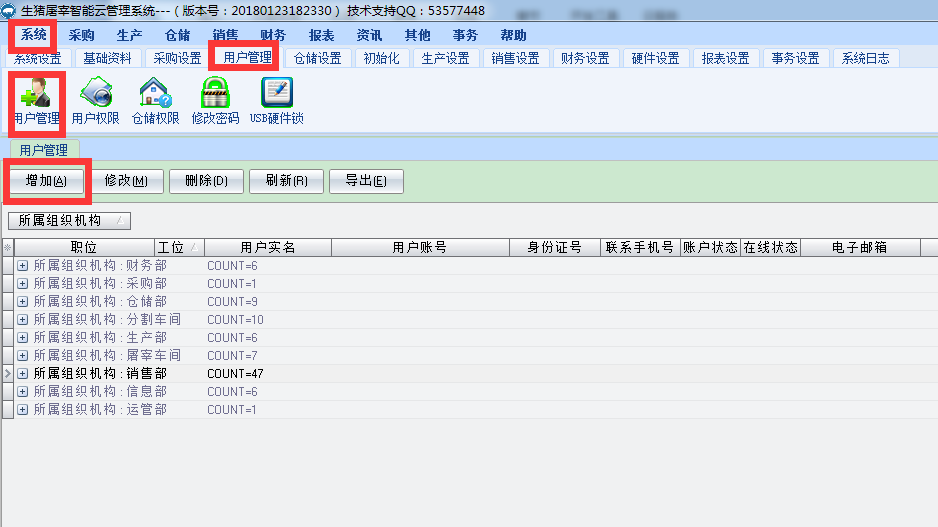 生猪屠宰智能云管理系统---（版本号：20180123182330）技术支持QQ：53577448
系统 采购 生产 仓储 销售 财务 报表 资讯 其他 事务 帮助
系统设置 基础资料 采购设置 用户管理 仓储设置 初始化 生产设置 销售设置 财务设置 硬件设置 报表设置 事务设置 系统日志
用户管理 用户权限 仓储权限 修改密码 USB硬件锁
用户管理
增加(A) 修改(M) 删除(D) 刷新(R) 导出(E)
所属组织机构
职位 工位 用户实名 用户账号 身份证号 联系手机号 账户状态 在线状态 电子邮箱
所属组织机构：财务部 COUNT=6
所属组织机构：采购部 COUNT=1
所属组织机构：仓储部 COUNT=9
所属组织机构：分割车间 COUNT=10
所属组织机构：生产部 COUNT=6
所属组织机构：屠宰车间 COUNT=7
所属组织机构：销售部 COUNT=47
所属组织机构：信息部 COUNT=6
所属组织机构：运管部 COUNT=1